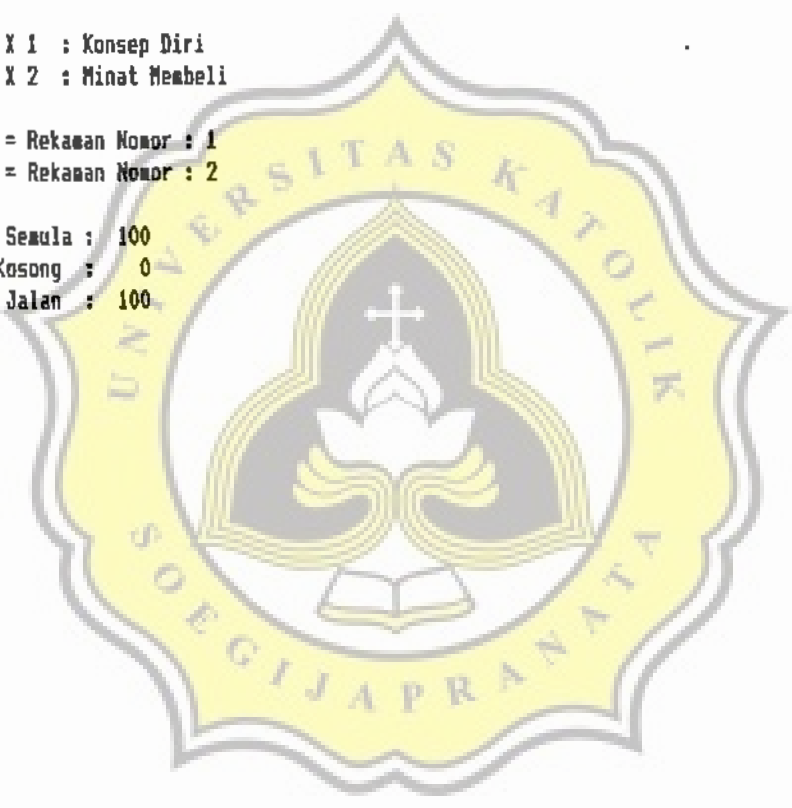 X 1 : Konsep Diri
X 2 : Minat Membeli
= Rekaman Nomor : 1
= Rekaman Nomor : 2
Semula : 100
Kosong : 0
Jalan : 100
UNIVERSITAS KATOLIK
SOEGIJAPRANATA